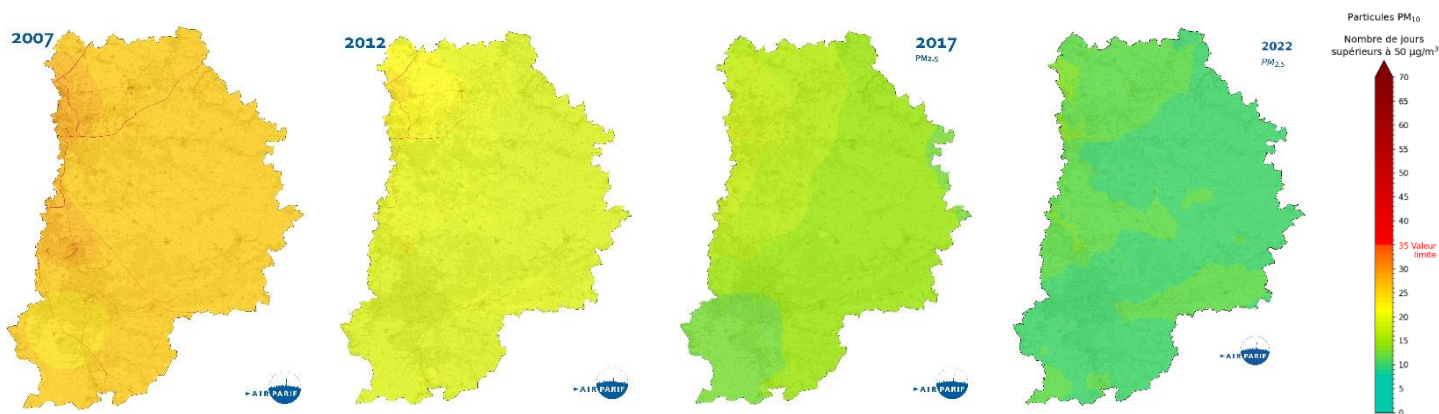 2007
2012
2017
PM2.5
2022
PM2.5
Particules PM10
Nombre de jours
supérieurs à 50 µg/m³
70
65
60
55
50
45
40
35 Valeur
limite
30
25
20
15
10
5
0
AIRPARIF
AIRPARIF
AIRPARIF
AIRPARIF